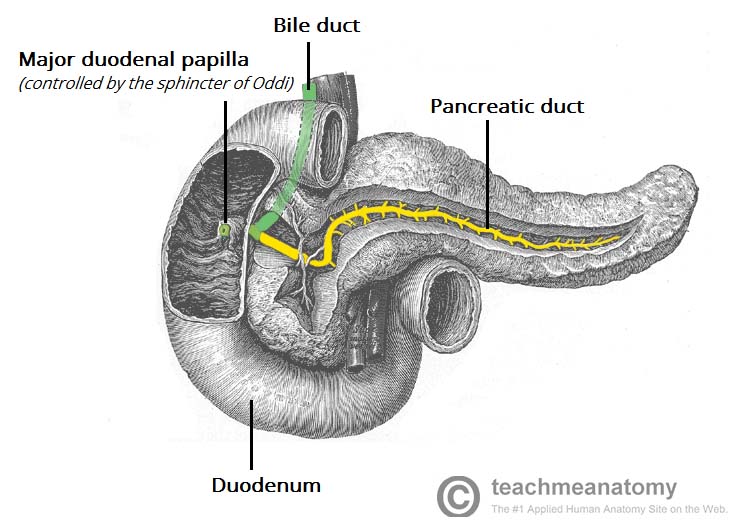 Bile duct
Major duodenal papilla
(controlled by the sphincter of Oddi)
Pancreatic duct
Duodenum
© teachmeanatomy
The #1 Applied Human Anatomy Site on the Web.